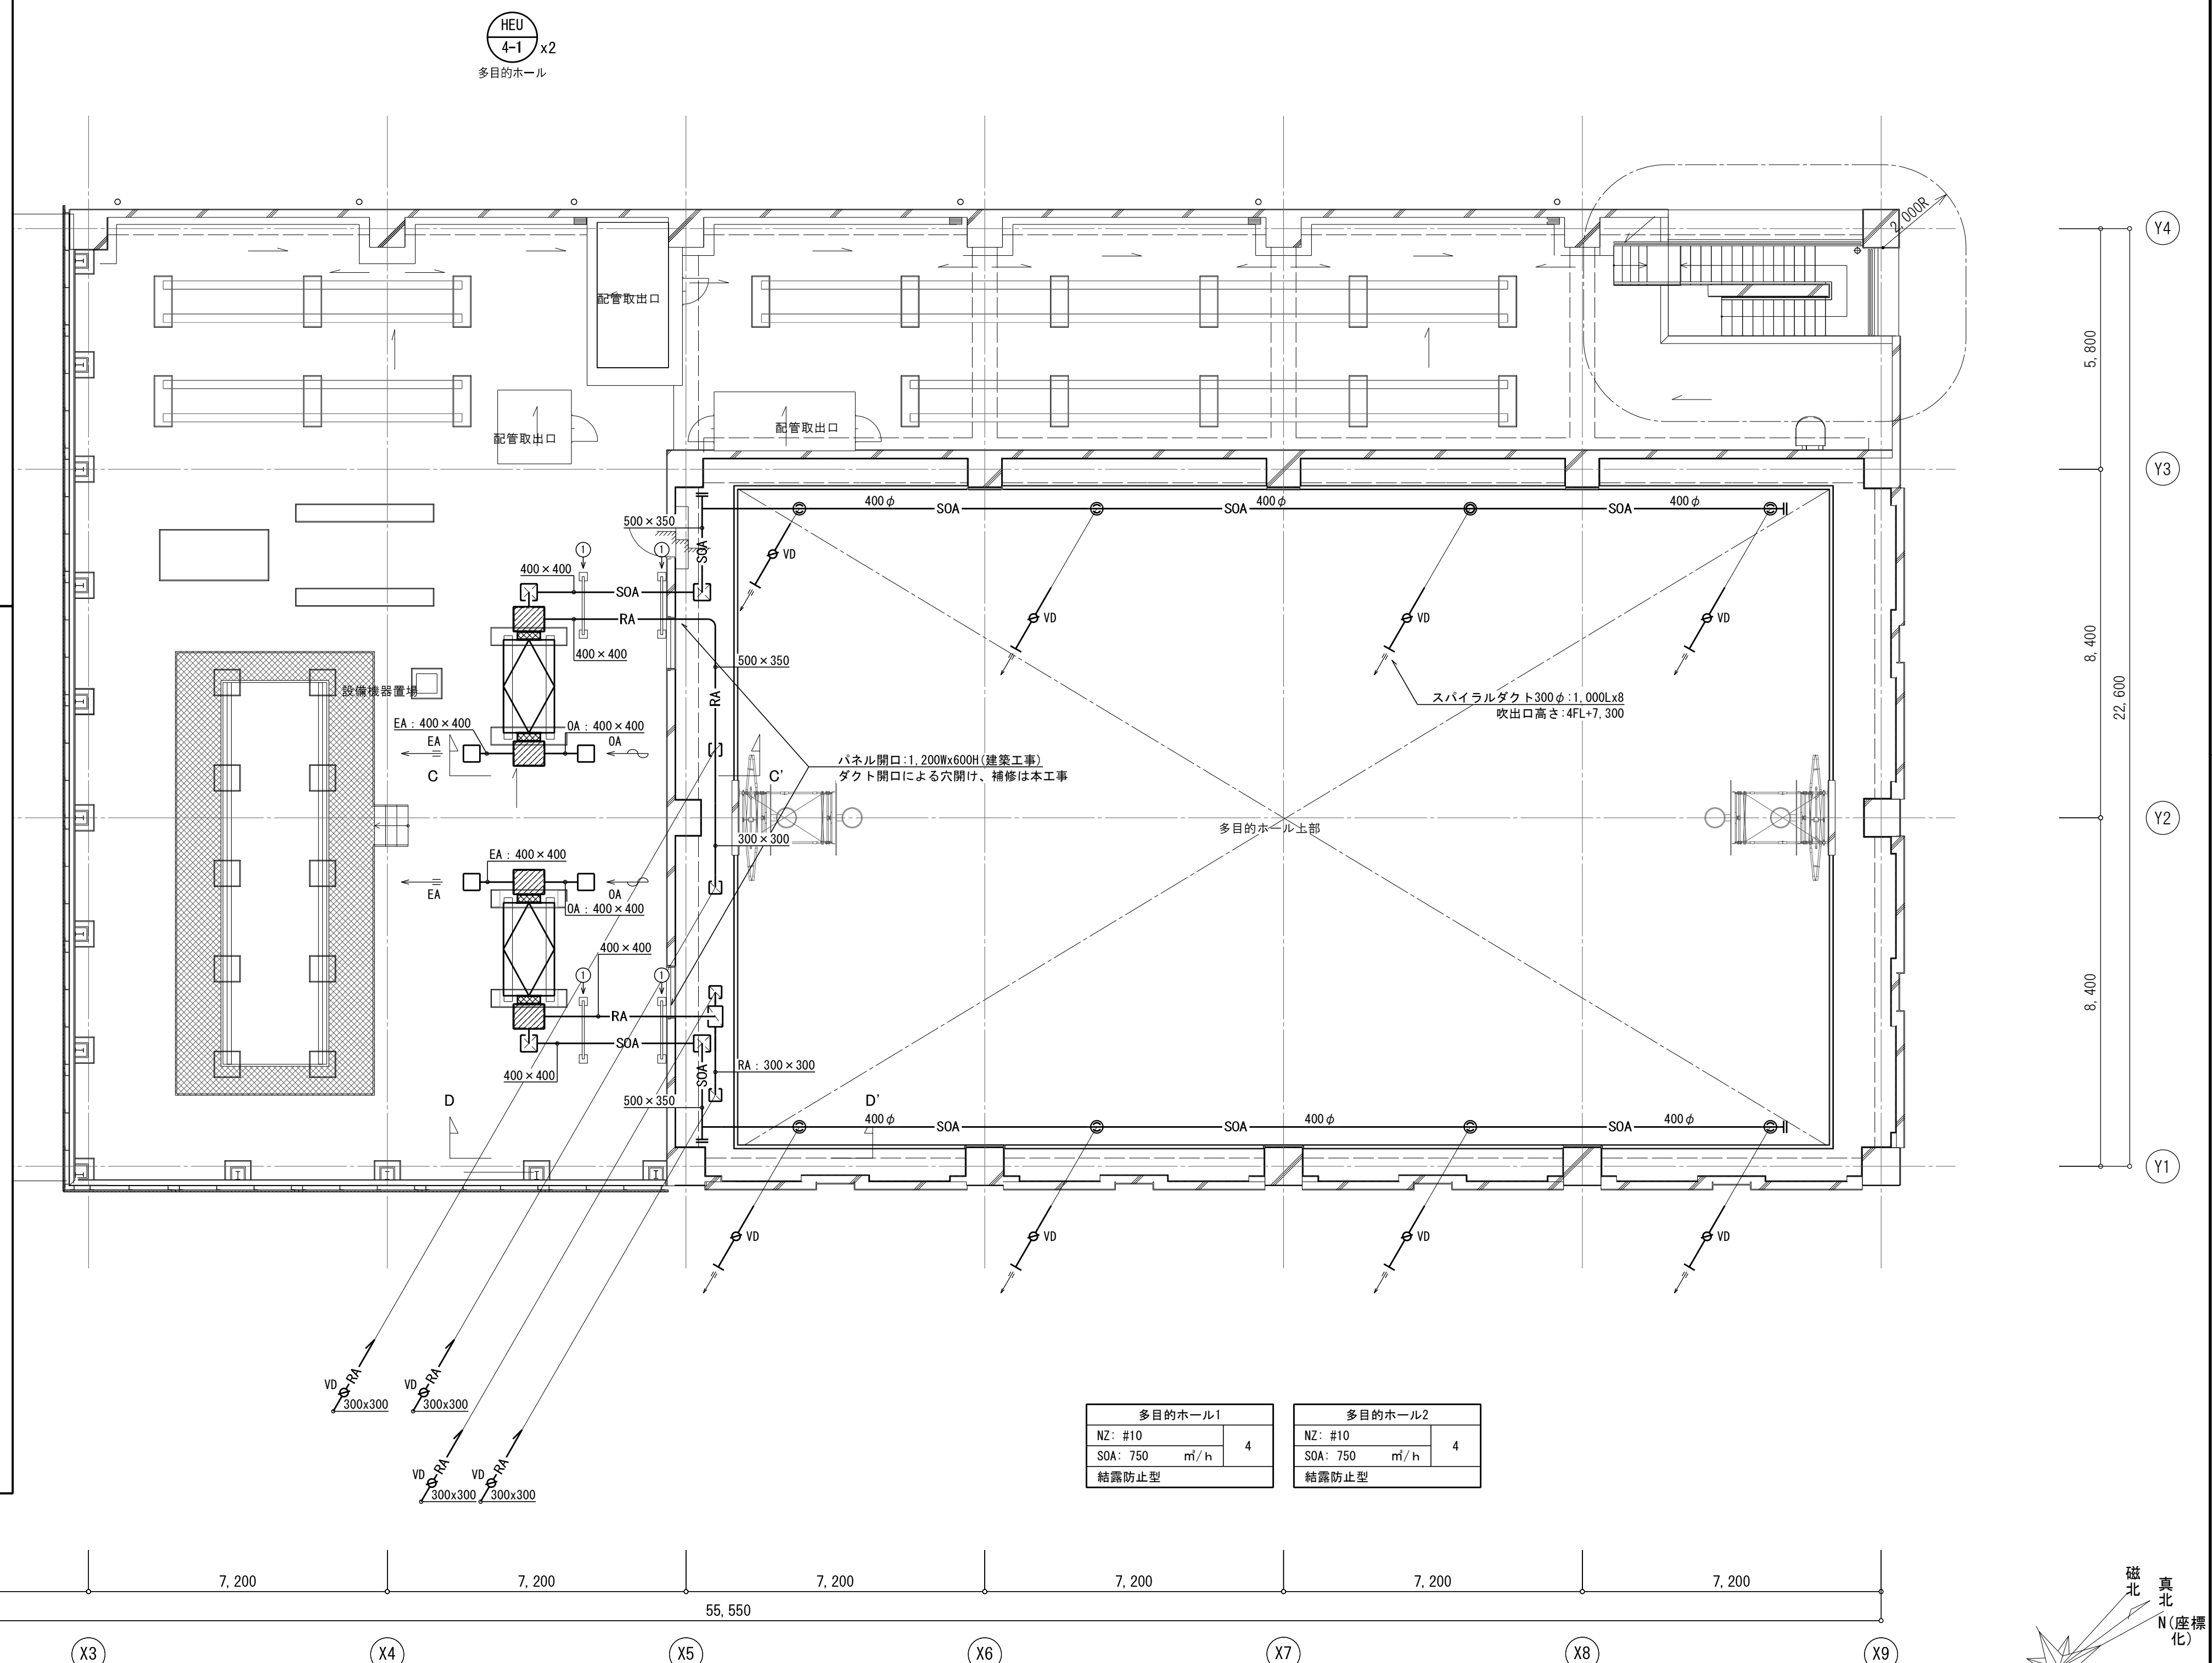 HEU
4-1 x2
多目的ホール
2,000R
Y4
配管取出口
配管取出口
配管取出口
5,800
Y3
400φ SOA 400φ SOA 400φ SOA 400φ
500×350
SOA
VD
1 1
400×400
SOA
RA
VD
VD
VD
400×400
500×350
RA
8,400
22,600
設備機器置場
スパイラルダクト300φ:1,000Lx8
吹出口高さ:4FL+7,300
EA：400×400
OA：400×400
EA
OA
パネル開口:1,200Wx600H(建築工事)
ダクト開口による穴開け、補修は本工事
C
C'
多目的ホール上部
Y2
300×300
EA：400×400
EA
OA
OA：400×400
400×400
1 1
RA
SOA
8,400
RA：300×300
400×400
SOA
500×350
D
D'
400φ SOA 400φ SOA 400φ SOA 400φ
Y1
VD
VD
VD
VD
VD RA 300x300
VD RA 300x300
VD RA 300x300
VD RA 300x300
多目的ホール1
NZ: #10
SOA: 750 m³/h
4
結露防止型
多目的ホール2
NZ: #10
SOA: 750 m³/h
4
結露防止型
7,200 7,200 7,200 7,200 7,200 7,200
55,550
X3 X4 X5 X6 X7 X8 X9
磁北
真北
N(座標化)